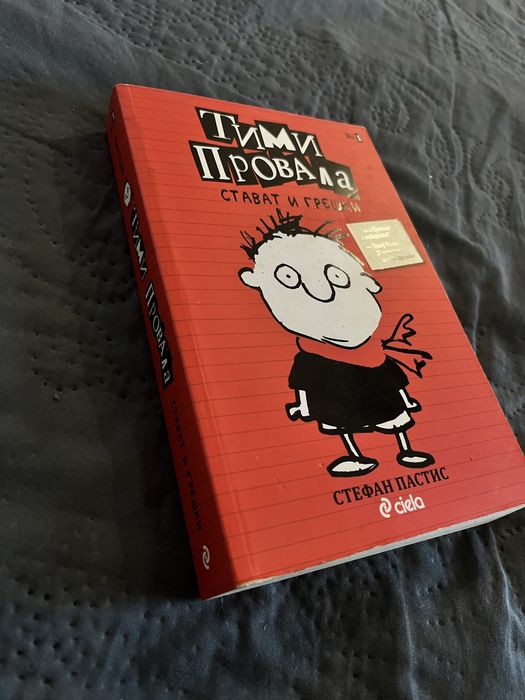 ТИМИ
ПРОВАЛа
СТАВАТ И ГРЕШКИ
СТЕФАН ПАСТИС
ciela
ТИМИ ПРОВАЛа
СТАВАТ И ГРЕШКИ